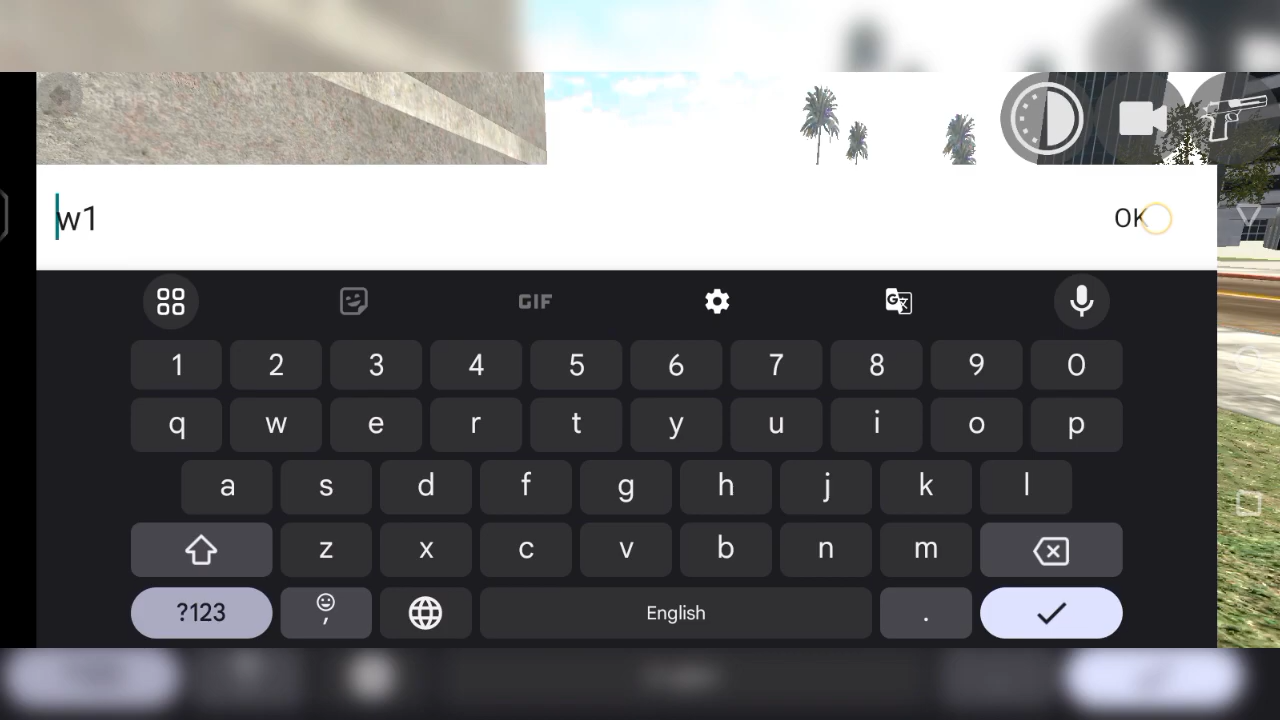 w1
OK
GIF
1 2 3 4 5 6 7 8 9 0
q w e r t y u i o p
a s d f g h j k l
z x c v b n m
?123 , English .